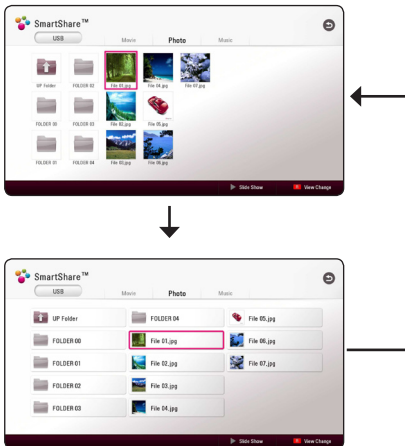 SmartShare™
USB
Movie Photo Music
UP Folder FOLDER 02 File 01.jpg File 04.jpg File 07.jpg
FOLDER 00 FOLDER 03 File 02.jpg File 05.jpg
FOLDER 01 FOLDER 04 File 03.jpg File 06.jpg
Slide Show View Change
SmartShare™
USB
Movie Photo Music
UP Folder FOLDER 04 File 05.jpg
FOLDER 00 File 01.jpg File 06.jpg
FOLDER 01 File 02.jpg File 07.jpg
FOLDER 02 File 03.jpg
FOLDER 03 File 04.jpg
Slide Show View Change